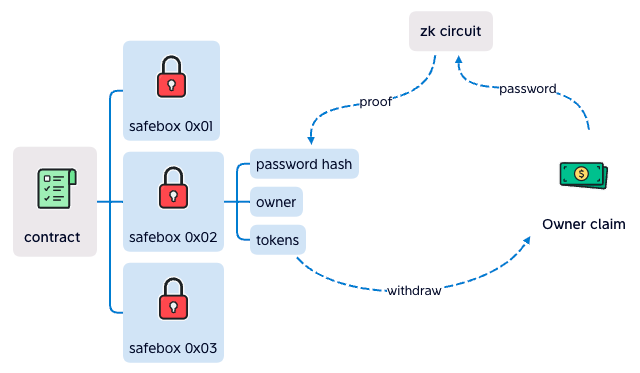 zk circuit
password
proof
safebox 0x01
password hash
contract
safebox 0x02
owner
tokens
Owner claim
withdraw
safebox 0x03